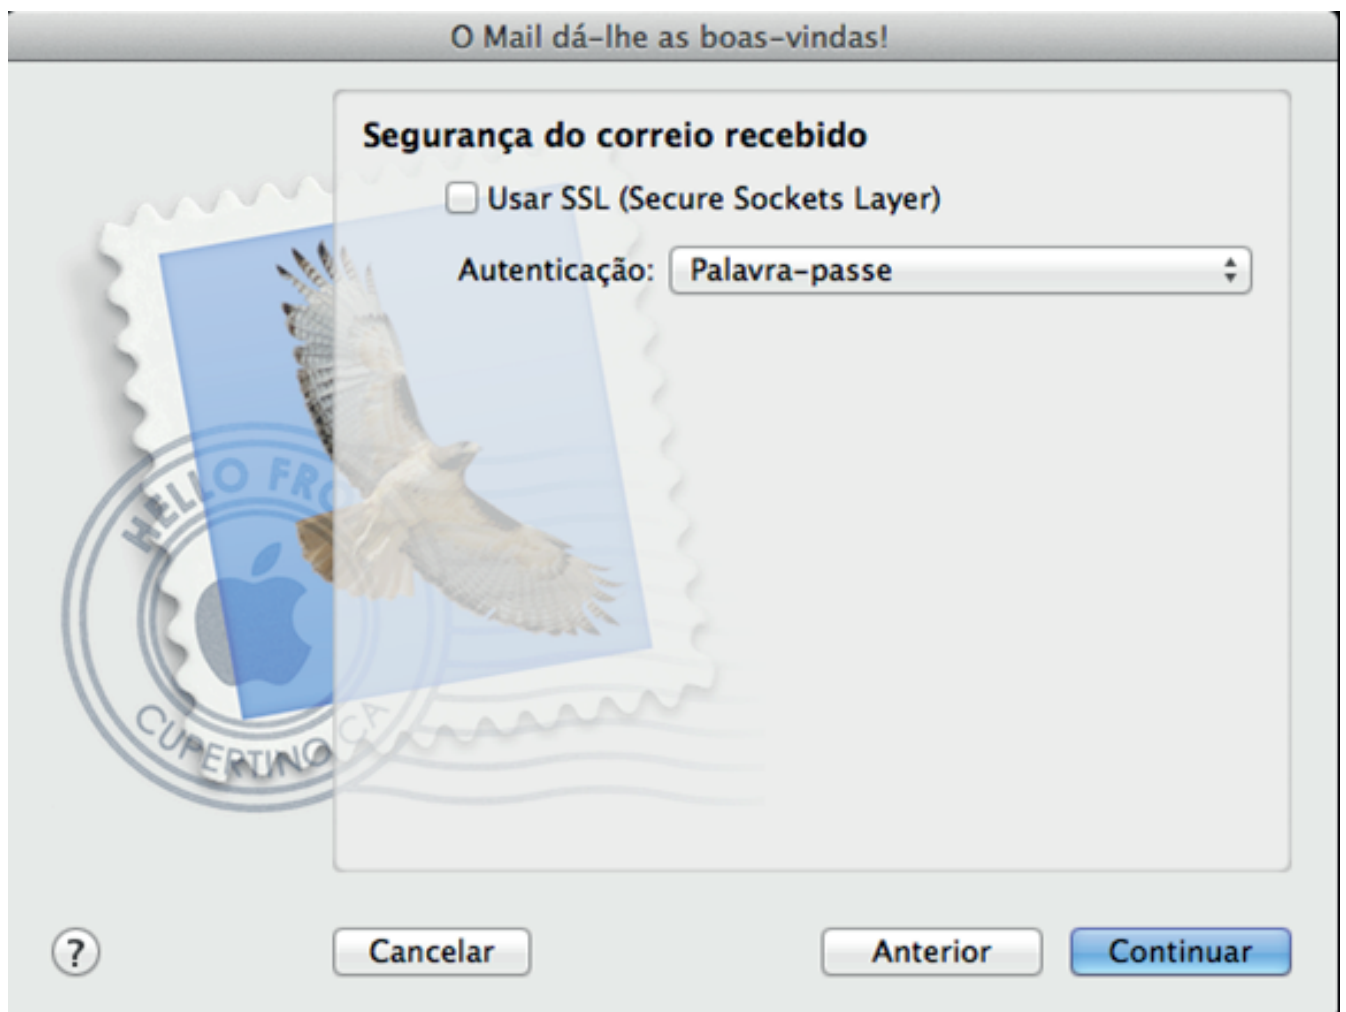 O Mail dá-lhe as boas-vindas!
Segurança do correio recebido
Usar SSL (Secure Sockets Layer)
Autenticação: Palavra-passe
HELLO FRO
CUPERTINO CA
?
Cancelar
Anterior
Continuar